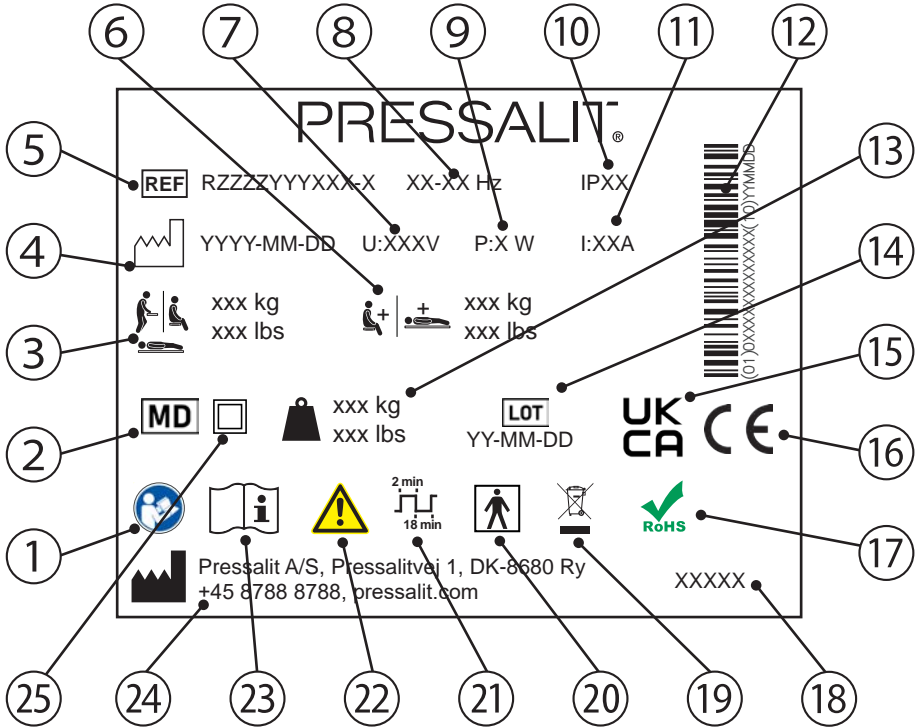 6 7 8 9 10 11 12
PRESSALIT®
5 REF RZZZZYYYXXX-X XX-XX Hz IPXX 13
4 YYYY-MM-DD U:XXXV P:X W I:XXA 14
xxx kg xxx kg
3 xxx lbs xxx lbs
(01)0XXXXXXXXXXXXX(10)YYMMDD
15
2 MD xxx kg LOT UK CA CE 16
xxx lbs YY-MM-DD
2 min
18 min
RoHS
1 17
Pressalit A/S, Pressalitvej 1, DK-8680 Ry
+45 8788 8788, pressalit.com
XXXXX
25 24 23 22 21 20 19 18